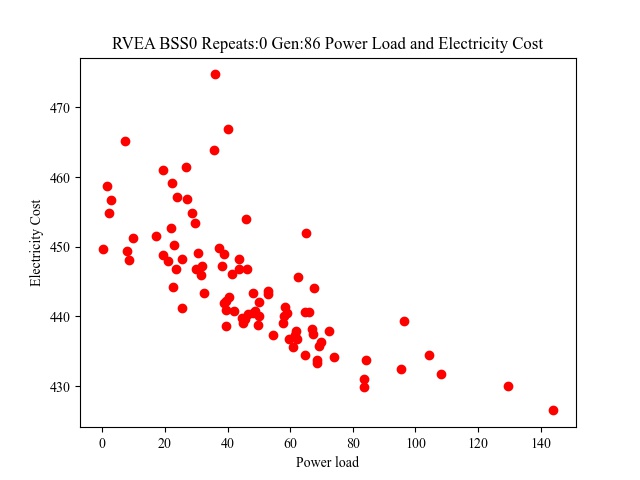 RVEA BSS0 Repeats:0 Gen:86 Power Load and Electricity Cost
470
460
450
440
430
Electricity Cost
0 20 40 60 80 100 120 140
Power load